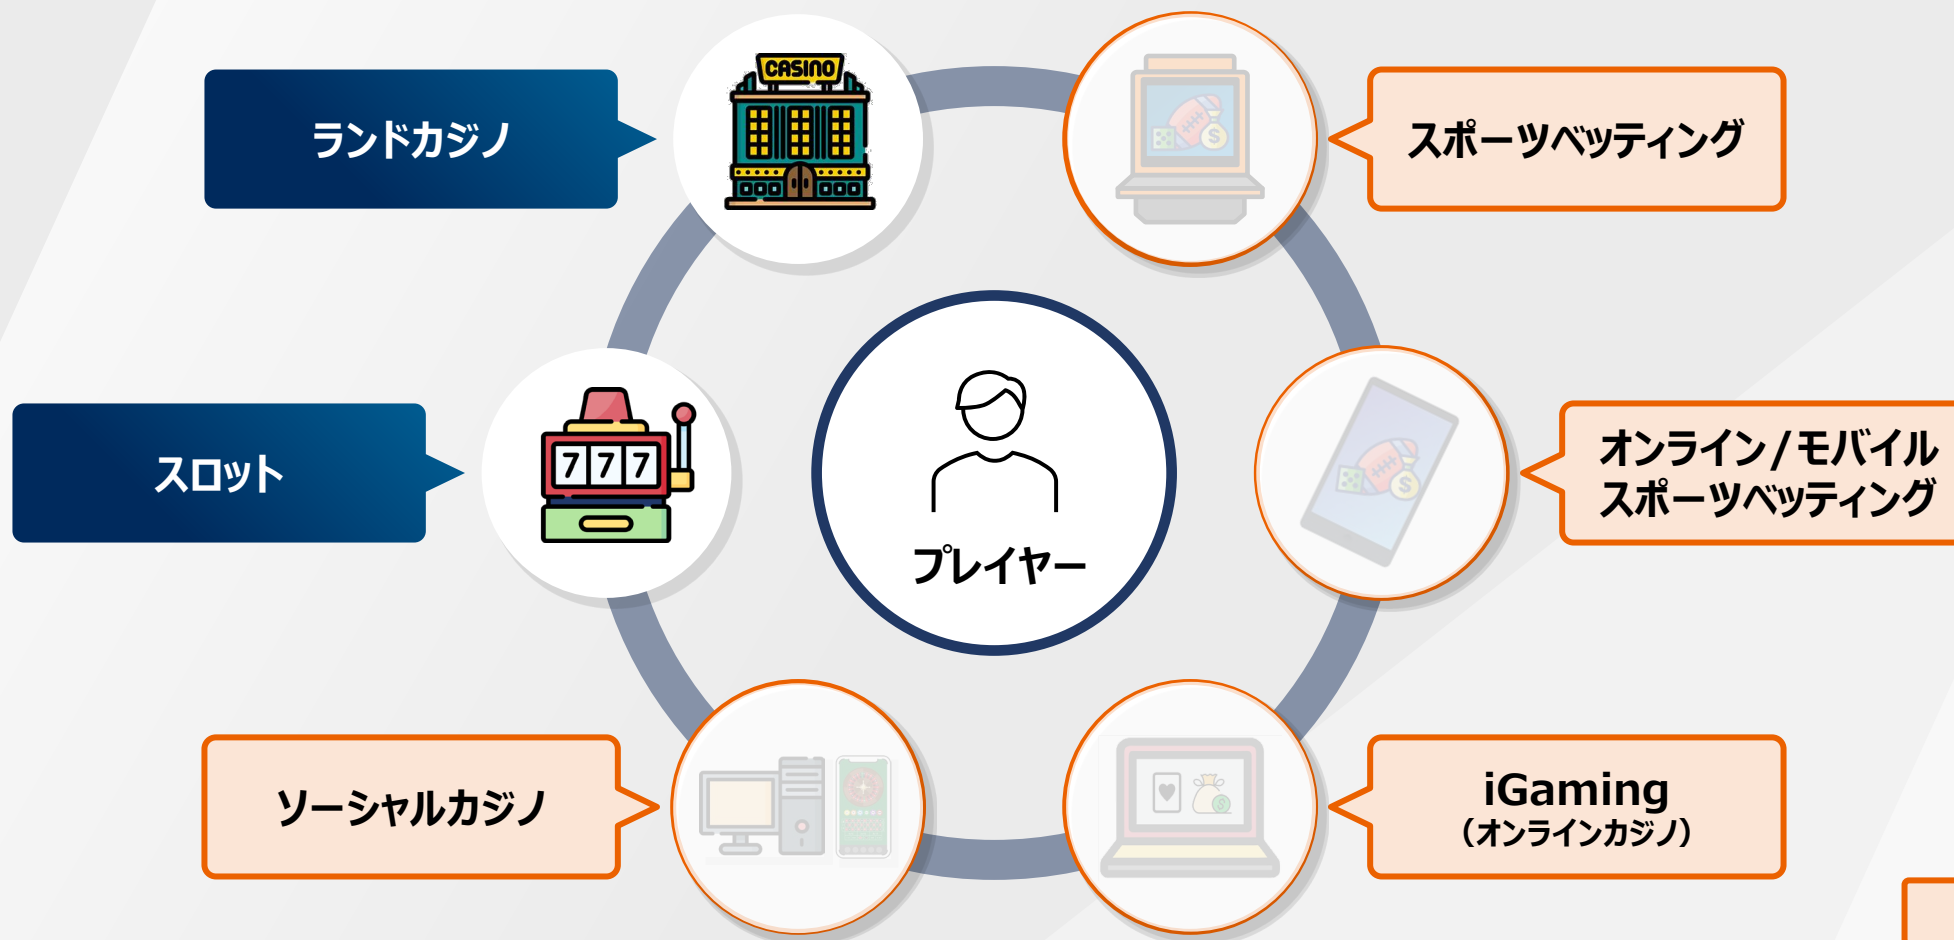 CASINO
ランドカジノ
スポーツベッティング
スロット
777
プレイヤー
オンライン/モバイル
スポーツベッティング
ソーシャルカジノ
iGaming
（オンラインカジノ）